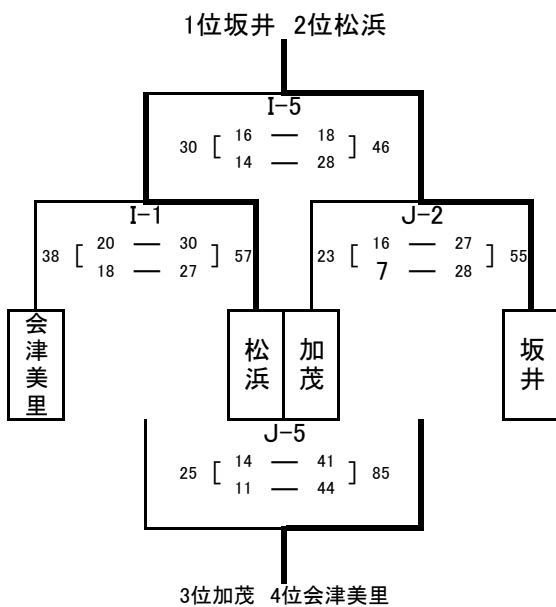 1位坂井 2位松浜
I-5
30 [ 16 — 18 ] 46
14 — 28
I-1 J-2
38 [ 20 — 30 ] 57 23 [ 16 — 27 ] 55
18 — 27 7 — 28
会津美里 松浜 加茂 坂井
J-5
25 [ 14 — 41 ] 85
11 — 44
3位加茂 4位会津美里